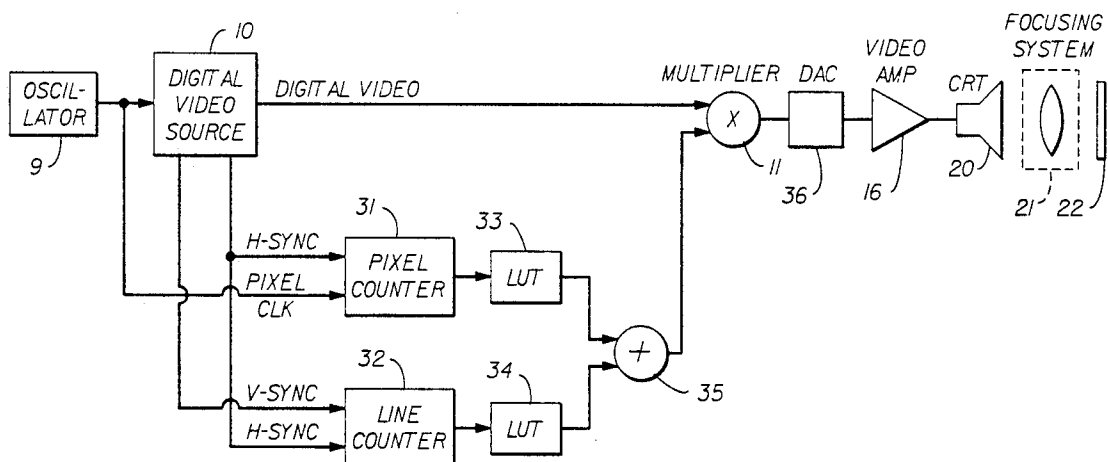 FOCUSING
SYSTEM
VIDEO
AMP
MULTIPLIER
DAC
CRT
10
OSCIL-
LATOR
9
DIGITAL
VIDEO
SOURCE
DIGITAL VIDEO
X
11
36
16
20
21
22
31
33
H-SYNC
PIXEL
CLK
PIXEL
COUNTER
LUT
+
35
32
34
V-SYNC
H-SYNC
LINE
COUNTER
LUT